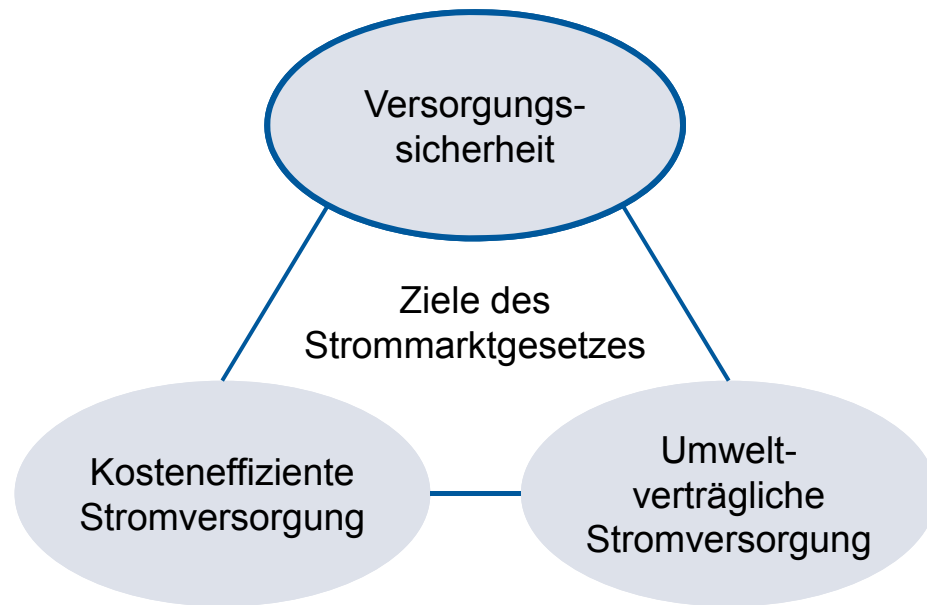 Versorgungs-
sicherheit
Ziele des
Strommarktgesetzes
Kosteneffiziente
Stromversorgung
Umwelt-
verträgliche
Stromversorgung